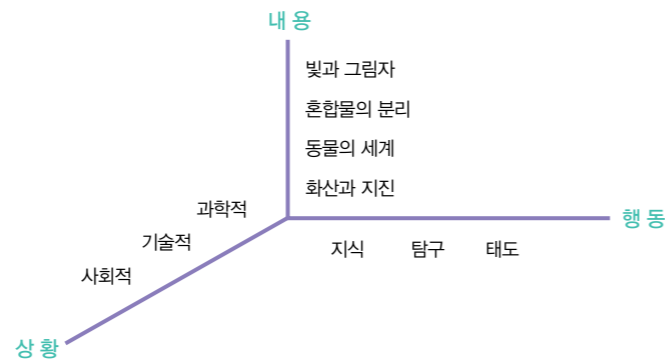 내 용
빛과 그림자
혼합물의 분리
동물의 세계
화산과 지진
과학적
행 동
기술적
지식 탐구 태도
사회적
상 황